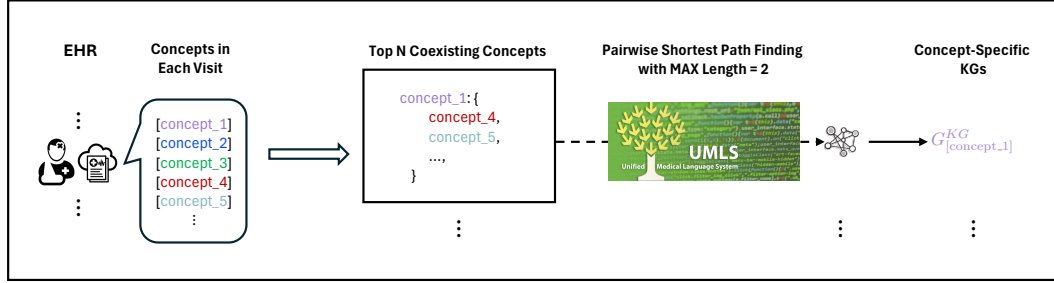 EHR
Concepts in
Each Visit
[concept_1]
[concept_2]
[concept_3]
[concept_4]
[concept_5]
⋮
Top N Coexisting Concepts
concept_1: {
concept_4,
concept_5,
...,
}
Pairwise Shortest Path Finding
with MAX Length = 2
UMLS
Unified Medical Language System
Concept-Specific
KGs
G^{KG}_{[concept_1]}